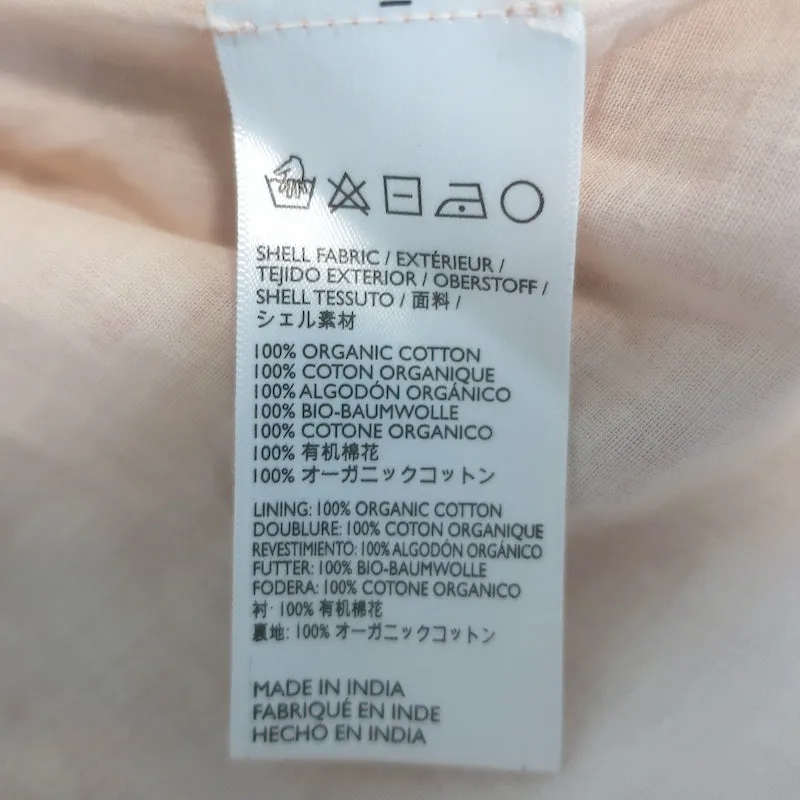 SHELL FABRIC / EXTÉRIEUR /
TEJIDO EXTERIOR / OBERSTOFF /
SHELL TESSUTO / 面料 /
シェル素材
100% ORGANIC COTTON
100% COTON ORGANIQUE
100% ALGODÓN ORGÁNICO
100% BIO-BAUMWOLLE
100% COTONE ORGANICO
100% 有机棉花
100% オーガニックコットン
LINING: 100% ORGANIC COTTON
DOUBLURE: 100% COTON ORGANIQUE
REVESTIMIENTO: 100% ALGODÓN ORGÁNICO
FUTTER: 100% BIO-BAUMWOLLE
FODERA: 100% COTONE ORGANICO
衬: 100% 有机棉花
裏地: 100% オーガニックコットン
MADE IN INDIA
FABRIQUÉ EN INDE
HECHO EN INDIA